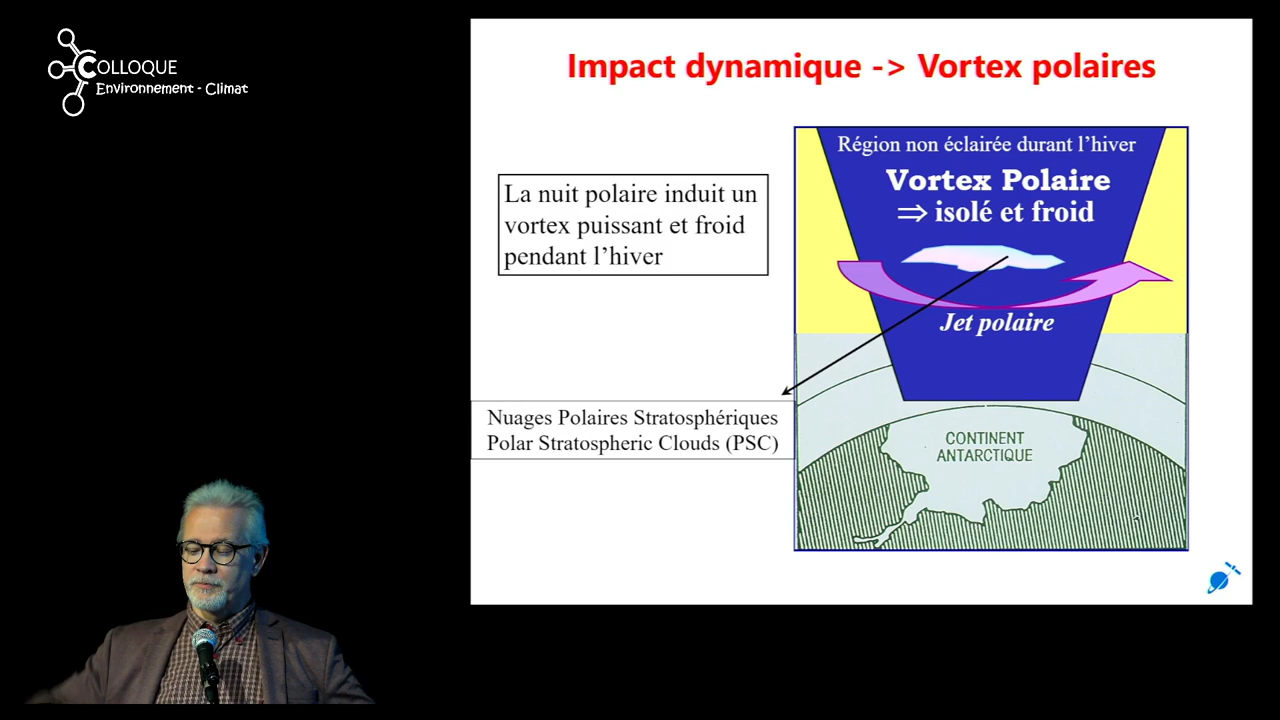 COLLOQUE
Environnement - Climat
Impact dynamique -> Vortex polaires
La nuit polaire induit un
vortex puissant et froid
pendant l’hiver
Région non éclairée durant l’hiver
Vortex Polaire
⇒ isolé et froid
Jet polaire
Nuages Polaires Stratosphériques
Polar Stratospheric Clouds (PSC)
CONTINENT
ANTARCTIQUE